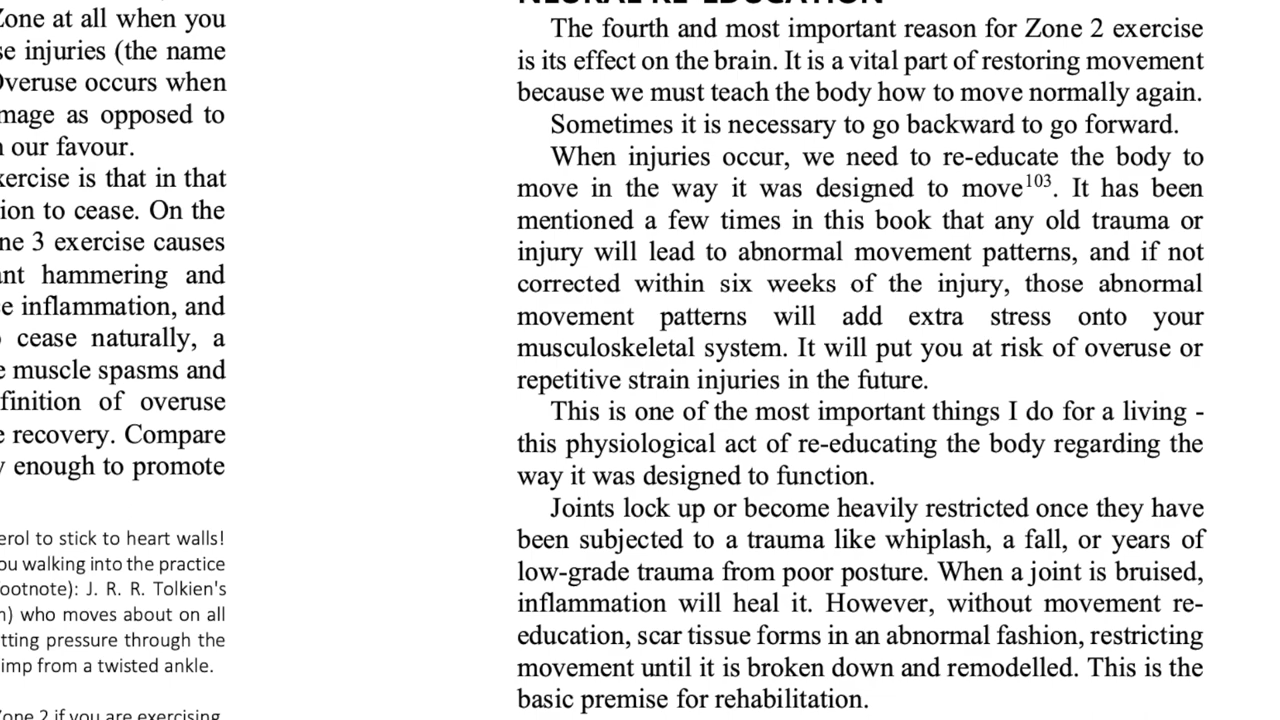 Zone at all when you
se injuries (the name
Overuse occurs when
mage as opposed to
n our favour.
xercise is that in that
ion to cease. On the
ne 3 exercise causes
ant hammering and
e inflammation, and
cease naturally, a
e muscle spasms and
finition of overuse
e recovery. Compare
y enough to promote
erol to stick to heart walls!
ou walking into the practice
ootnote): J. R. R. Tolkien's
n) who moves about on all
tting pressure through the
imp from a twisted ankle.
Zone 2 if you are exercising
NEURAL RE-EDUCATION
The fourth and most important reason for Zone 2 exercise
is its effect on the brain. It is a vital part of restoring movement
because we must teach the body how to move normally again.
Sometimes it is necessary to go backward to go forward.
When injuries occur, we need to re-educate the body to
move in the way it was designed to move103. It has been
mentioned a few times in this book that any old trauma or
injury will lead to abnormal movement patterns, and if not
corrected within six weeks of the injury, those abnormal
movement patterns will add extra stress onto your
musculoskeletal system. It will put you at risk of overuse or
repetitive strain injuries in the future.
This is one of the most important things I do for a living -
this physiological act of re-educating the body regarding the
way it was designed to function.
Joints lock up or become heavily restricted once they have
been subjected to a trauma like whiplash, a fall, or years of
low-grade trauma from poor posture. When a joint is bruised,
inflammation will heal it. However, without movement re-
education, scar tissue forms in an abnormal fashion, restricting
movement until it is broken down and remodelled. This is the
basic premise for rehabilitation.